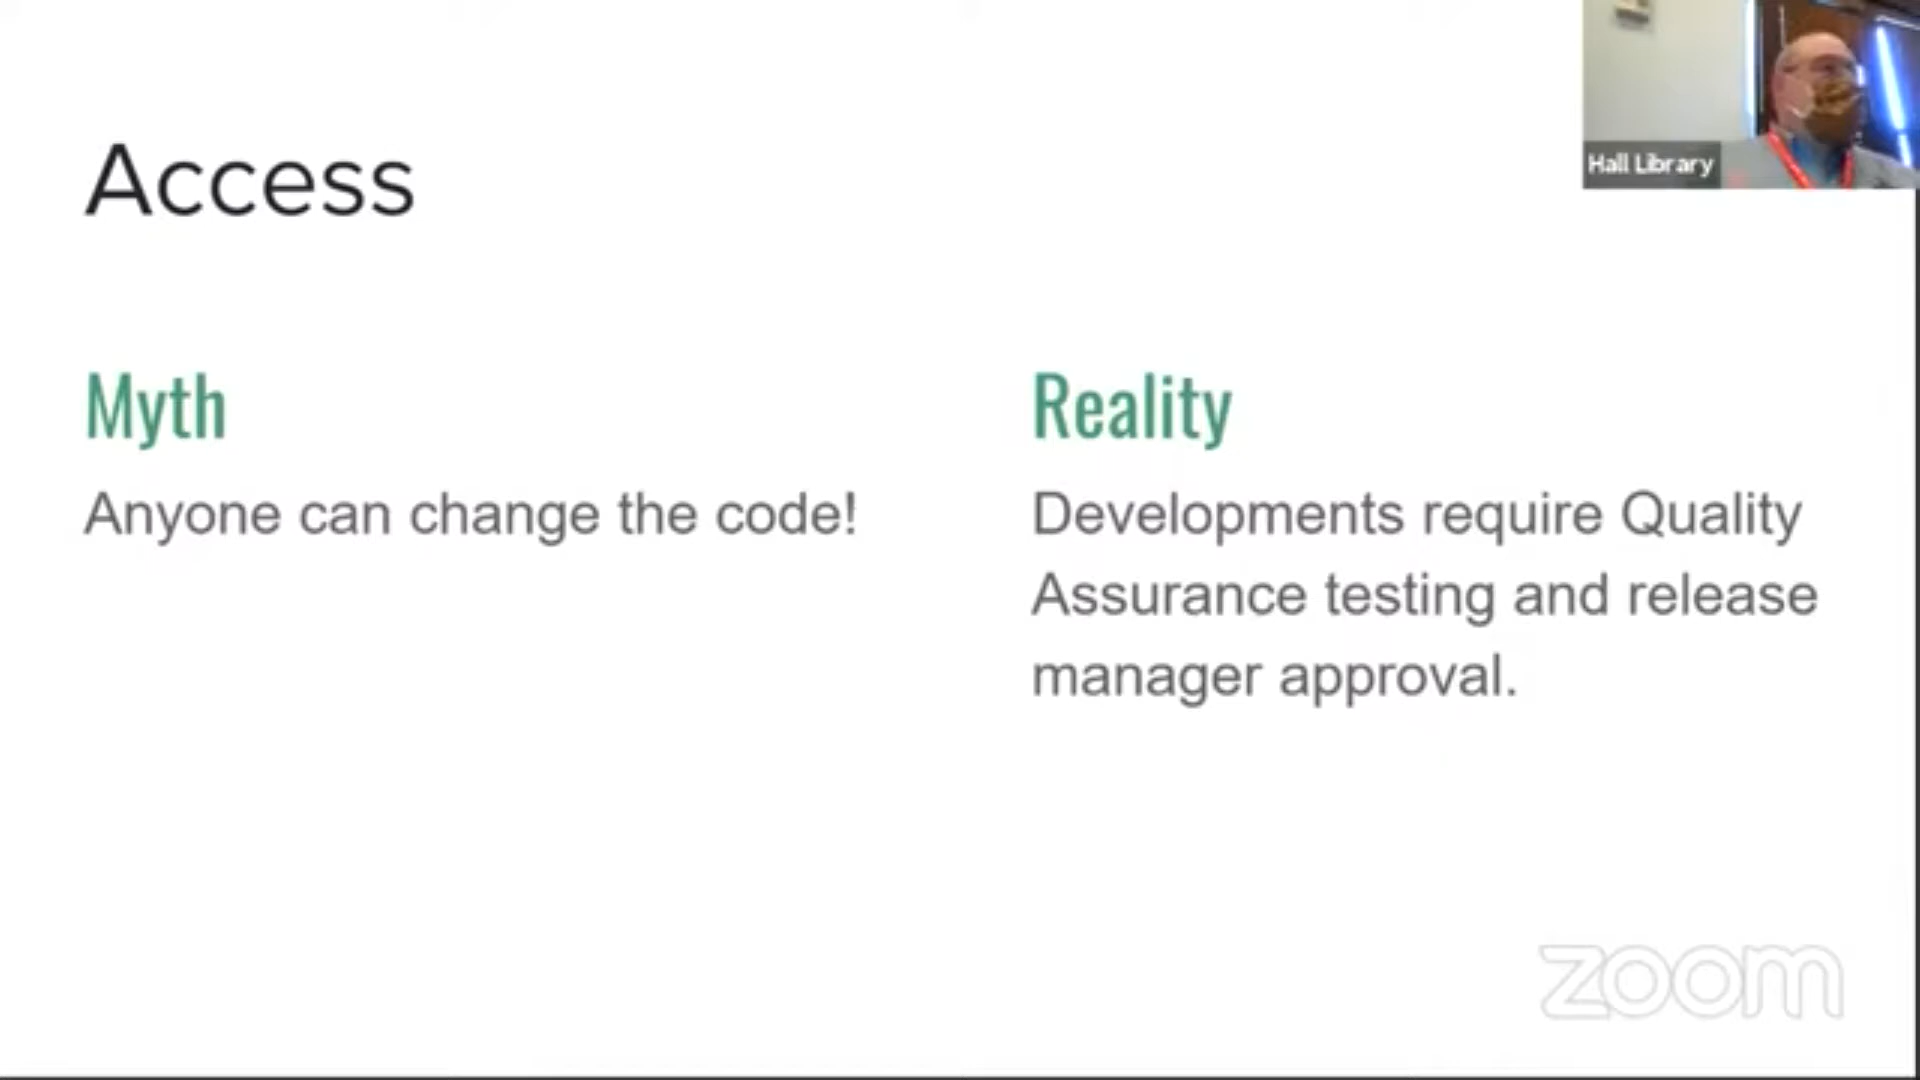 Access
Hall Library
Myth
Anyone can change the code!
Reality
Developments require Quality
Assurance testing and release
manager approval.
zoom